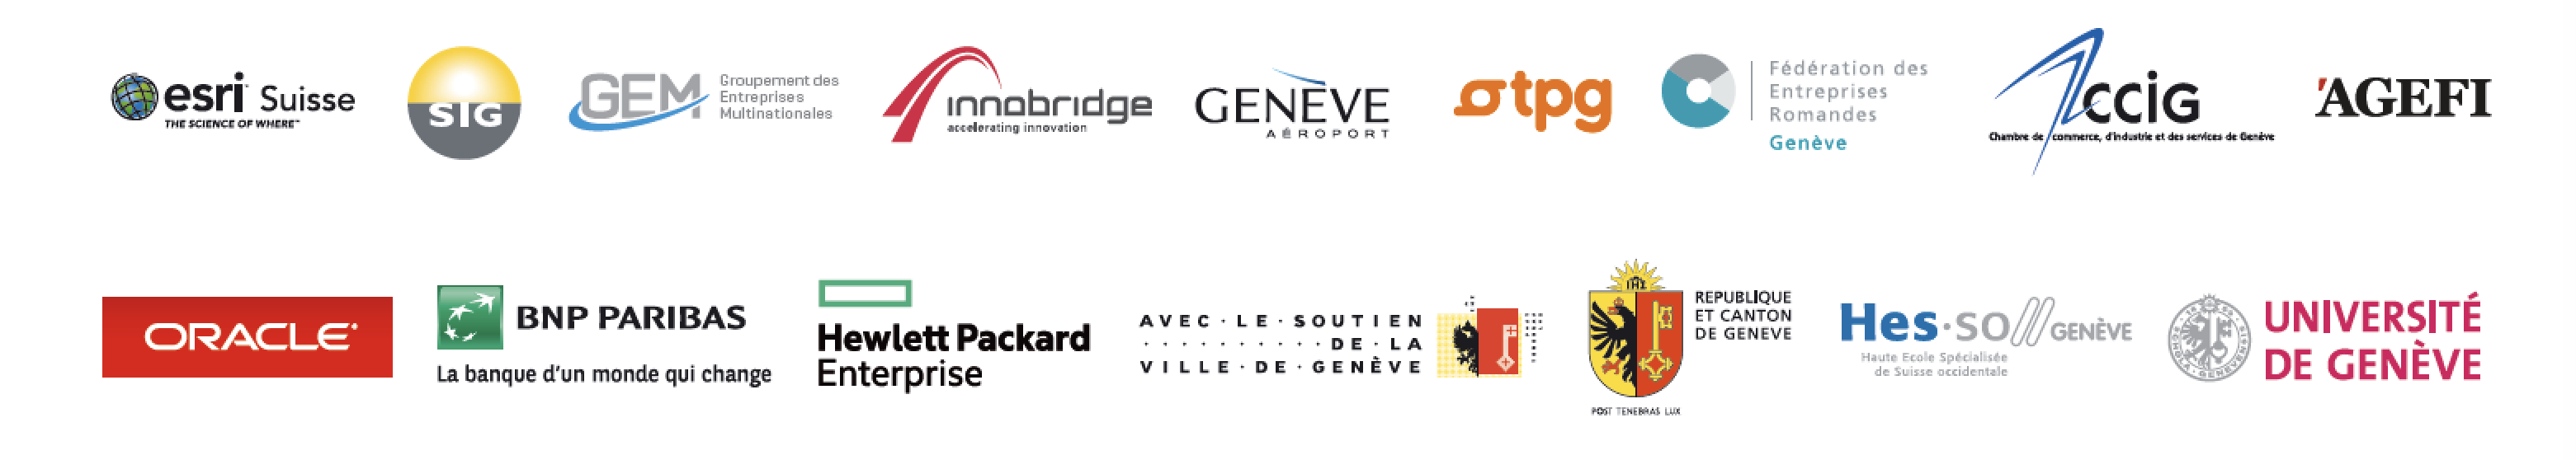 esri Suisse
THE SCIENCE OF WHERE™
SIG
GEM
Groupement des
Entreprises
Multinationales
innobridge
accelerating innovation
GENÈVE
AÉROPORT
tpg
Fédération des
Entreprises
Romandes
Genève
CCIG
Chambre de commerce, d'industrie et des services de Genève
'AGEFI
ORACLE
BNP PARIBAS
La banque d'un monde qui change
Hewlett Packard
Enterprise
AVEC · LE · SOUTIEN
· · · · · · · · · · DE · LA
VILLE · DE · GENÈVE
REPUBLIQUE
ET CANTON
DE GENEVE
POST TENEBRAS LUX
Hes·SO GENÈVE
Haute Ecole Spécialisée
de Suisse occidentale
UNIVERSITÉ
DE GENÈVE